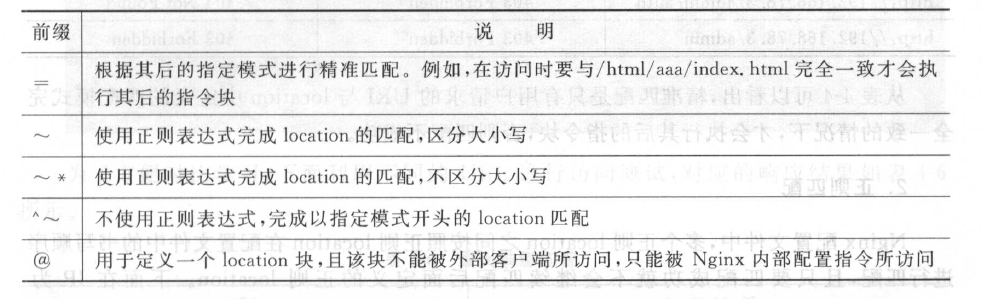 前缀 说 明
= 根据其后的指定模式进行精准匹配。例如,在访问时要与/html/aaa/index.html完全一致才会执
行其后的指令块
~ 使用正则表达式完成 location 的匹配,区分大小写
~* 使用正则表达式完成 location 的匹配,不区分大小写
^~ 不使用正则表达式,完成以指定模式开头的 location 匹配
@ 用于定义一个 location 块,且该块不能被外部客户端所访问,只能被 Nginx 内部配置指令所访问